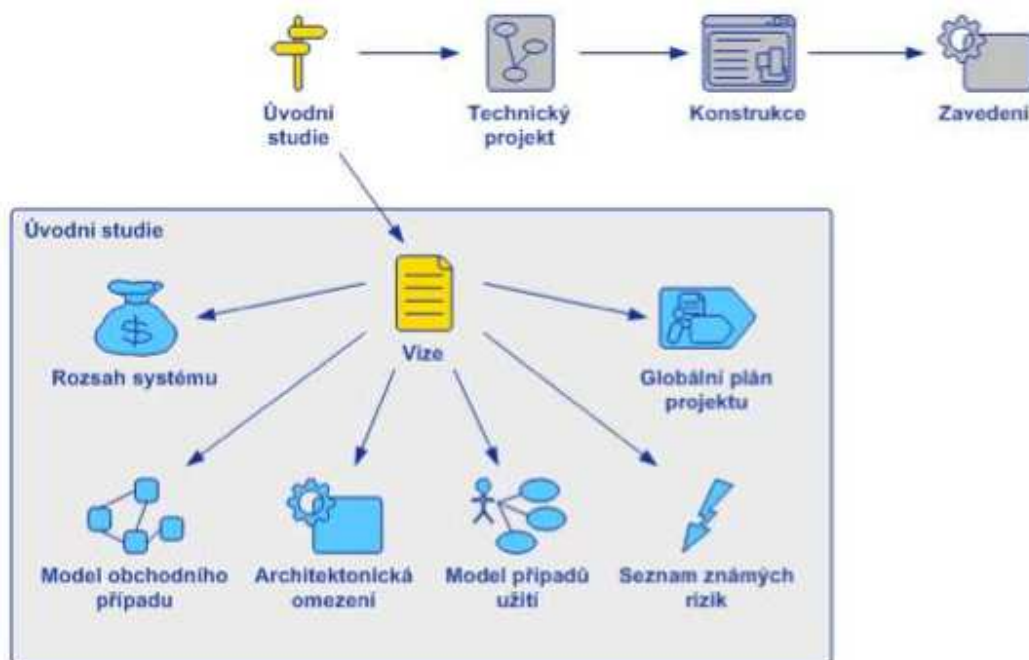 Úvodní
studie
Technický
projekt
Konstrukce
Zavedení
Úvodní studie
Vize
Rozsah systému
Globální plán
projektu
Model obchodního
případu
Architektonická
omezení
Model případů
užití
Seznam známých
rizik